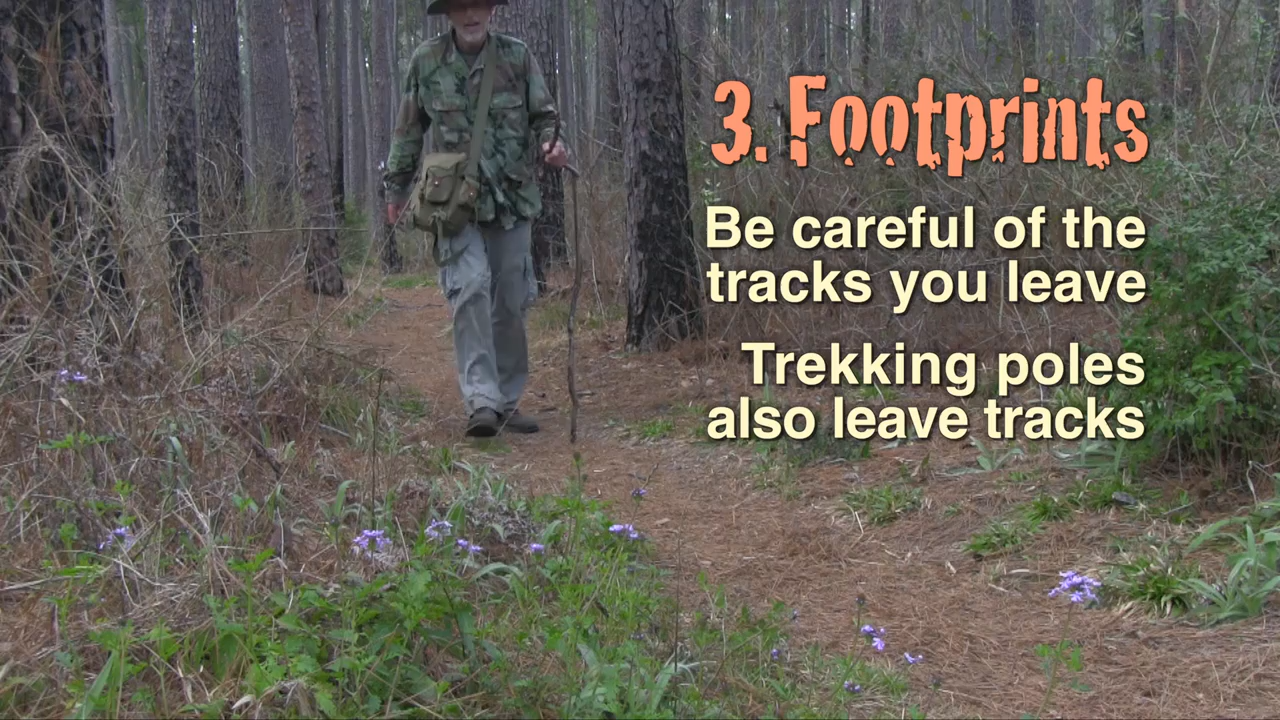 3. Footprints
Be careful of the
tracks you leave
Trekking poles
also leave tracks